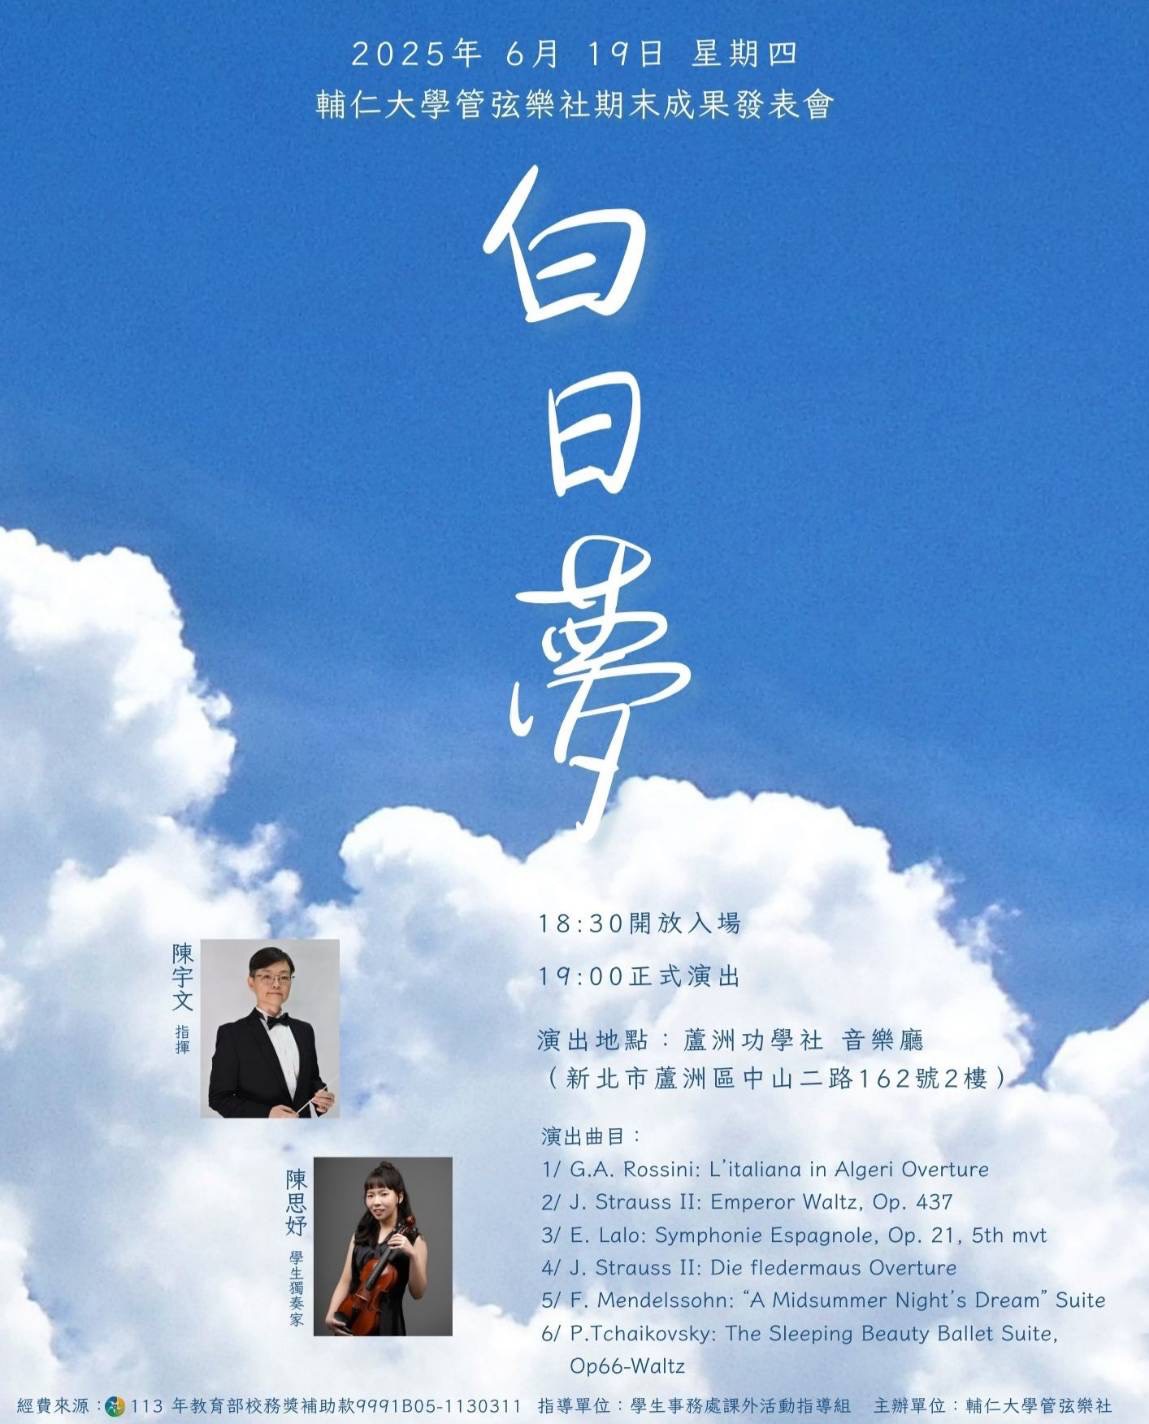 2025年 6月 19日 星期四
輔仁大學管弦樂社期末成果發表會
白日夢
18:30開放入場
19:00正式演出
陳宇文 指揮
演出地點：蘆洲功學社 音樂廳
（新北市蘆洲區中山二路162號2樓）
演出曲目：
1/ G.A. Rossini: L'italiana in Algeri Overture
2/ J. Strauss II: Emperor Waltz, Op. 437
3/ E. Lalo: Symphonie Espagnole, Op. 21, 5th mvt
4/ J. Strauss II: Die fledermaus Overture
5/ F. Mendelssohn: “A Midsummer Night's Dream” Suite
6/ P.Tchaikovsky: The Sleeping Beauty Ballet Suite,
Op66-Waltz
陳思妤 學生獨奏家
經費來源：113 年教育部校務獎補助款9991B05-1130311 指導單位：學生事務處課外活動指導組 主辦單位：輔仁大學管弦樂社